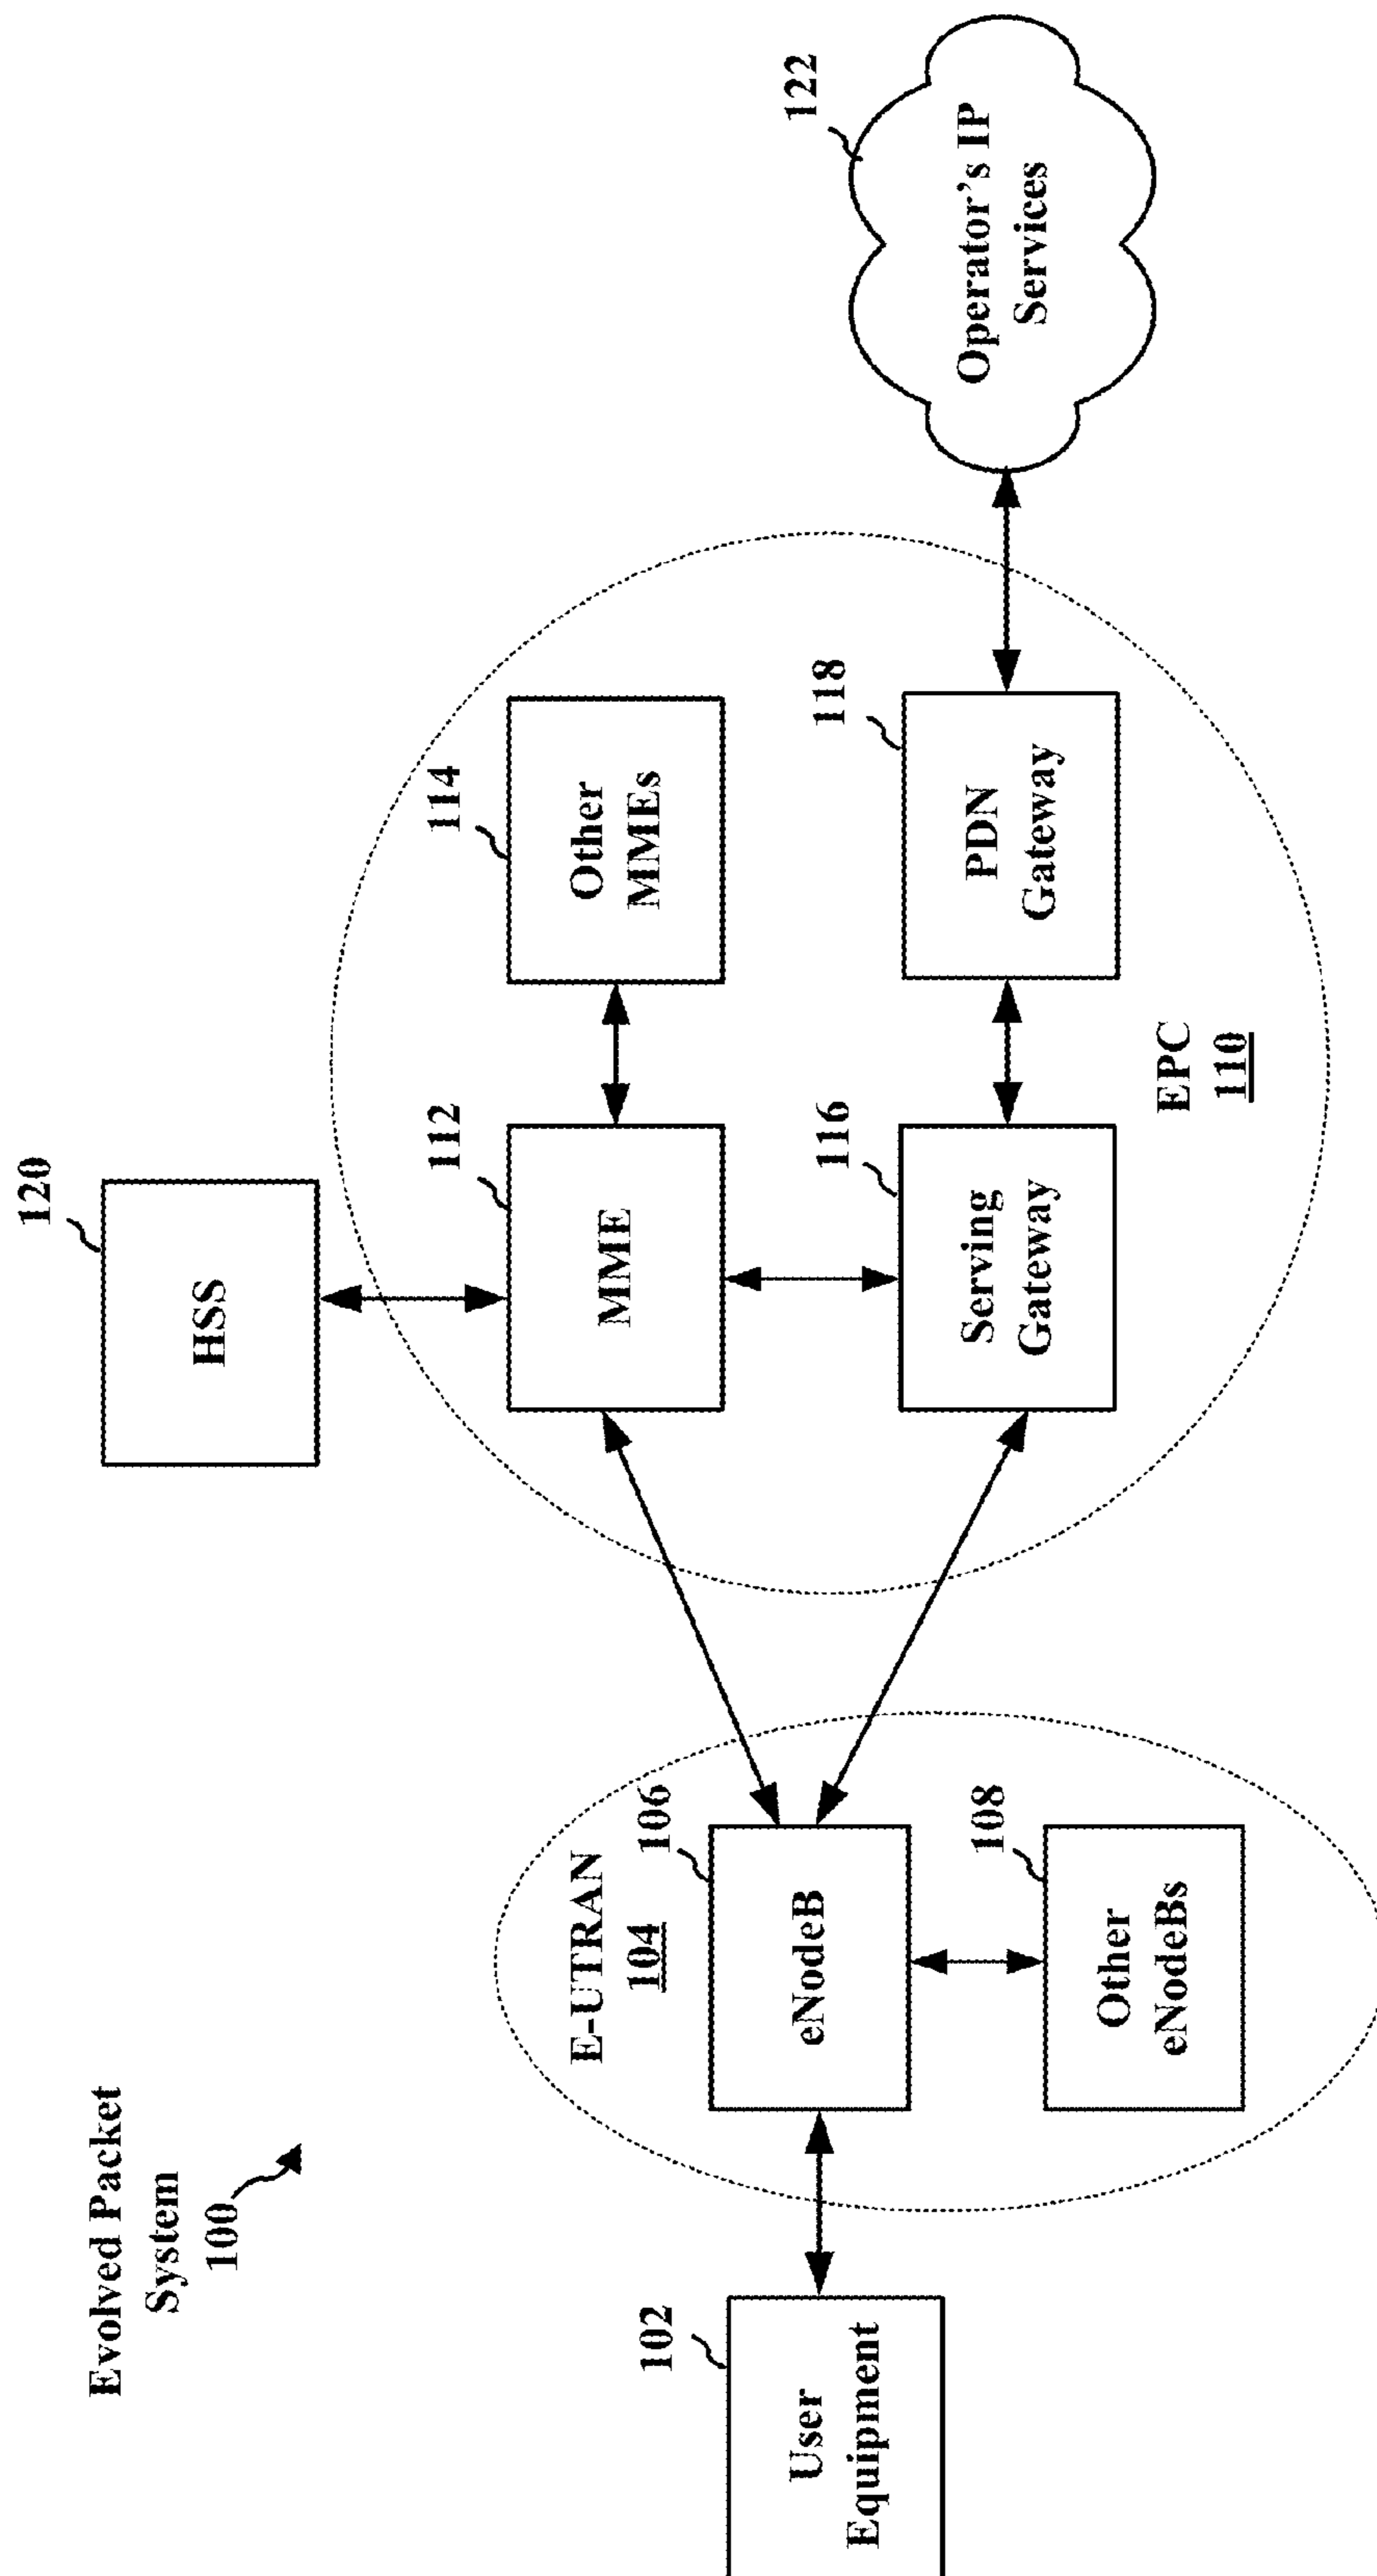 Evolved Packet
System
100
120
HSS
E-UTRAN
104
102
User
Equipment
106
eNodeB
108
Other
eNodeBs
112
MME
114
Other
MMEs
116
Serving
Gateway
118
PDN
Gateway
EPC
110
122
Operator's IP
Services